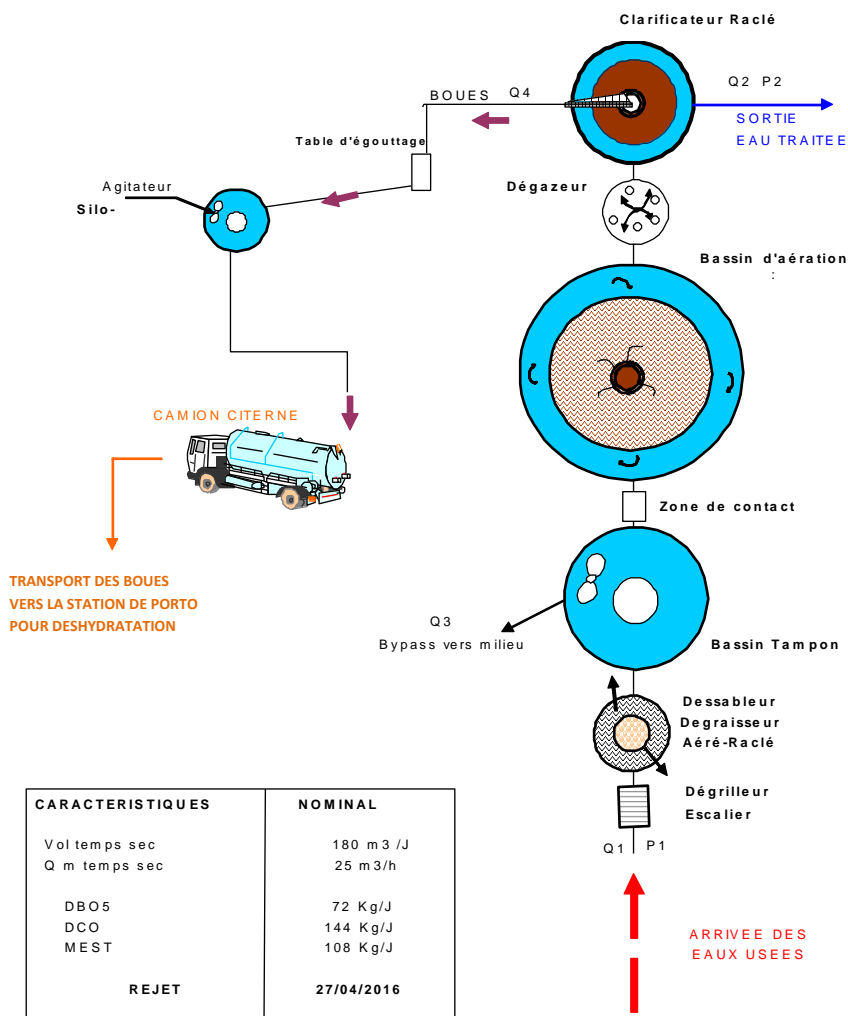 Clarificateur Raclé
Q2 P2
BOUES Q4
SORTIE
EAU TRAITEE
Table d'égouttage
Agitateur
Silo-
Dégazeur
Bassin d'aération
:
CAMION CITERNE
Zone de contact
TRANSPORT DES BOUES
VERS LA STATION DE PORTO
POUR DESHYDRATATION
Q3
Bypass vers milieu
Bassin Tampon
Dessableur
Degraisseur
Aéré-Raclé
Dégrilleur
Escalier
Q1 P1
ARRIVEE DES
EAUX USEES
CARACTERISTIQUES NOMINAL
Vol temps sec 180 m3 /J
Q m temps sec 25 m3/h
DBO5 72 Kg/J
DCO 144 Kg/J
MEST 108 Kg/J
REJET 27/04/2016